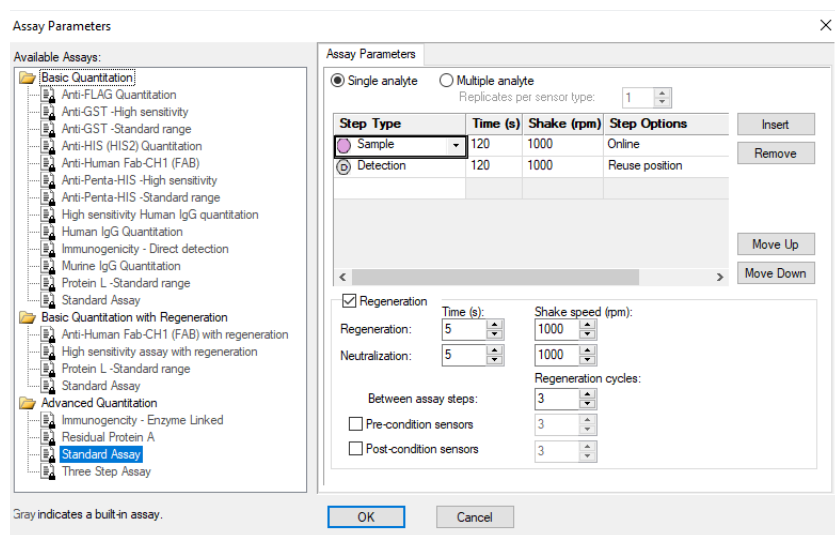 Assay Parameters
Available Assays:
Basic Quantitation
Anti-FLAG Quantitation
Anti-GST -High sensitivity
Anti-GST -Standard range
Anti-HIS (HIS2) Quantitation
Anti-Human Fab-CH1 (FAB)
Anti-Penta-HIS -High sensitivity
Anti-Penta-HIS -Standard range
High sensitivity Human IgG quantitation
Human IgG Quantitation
Immunogenicity - Direct detection
Murine IgG Quantitation
Protein L -Standard range
Standard Assay
Basic Quantitation with Regeneration
Anti-Human Fab-CH1 (FAB) with regeneration
High sensitivity assay with regeneration
Protein L -Standard range
Standard Assay
Advanced Quantitation
Immunogencity - Enzyme Linked
Residual Protein A
Standard Assay
Three Step Assay
Gray indicates a built-in assay.
Assay Parameters
Single analyte Multiple analyte
Replicates per sensor type: 1
Step Type Time (s) Shake (rpm) Step Options
Sample 120 1000 Online
D Detection 120 1000 Reuse position
Insert
Remove
Move Up
Move Down
Regeneration
Time (s): Shake speed (rpm):
Regeneration: 5 1000
Neutralization: 5 1000
Regeneration cycles:
Between assay steps: 3
Pre-condition sensors 3
Post-condition sensors 3
OK Cancel